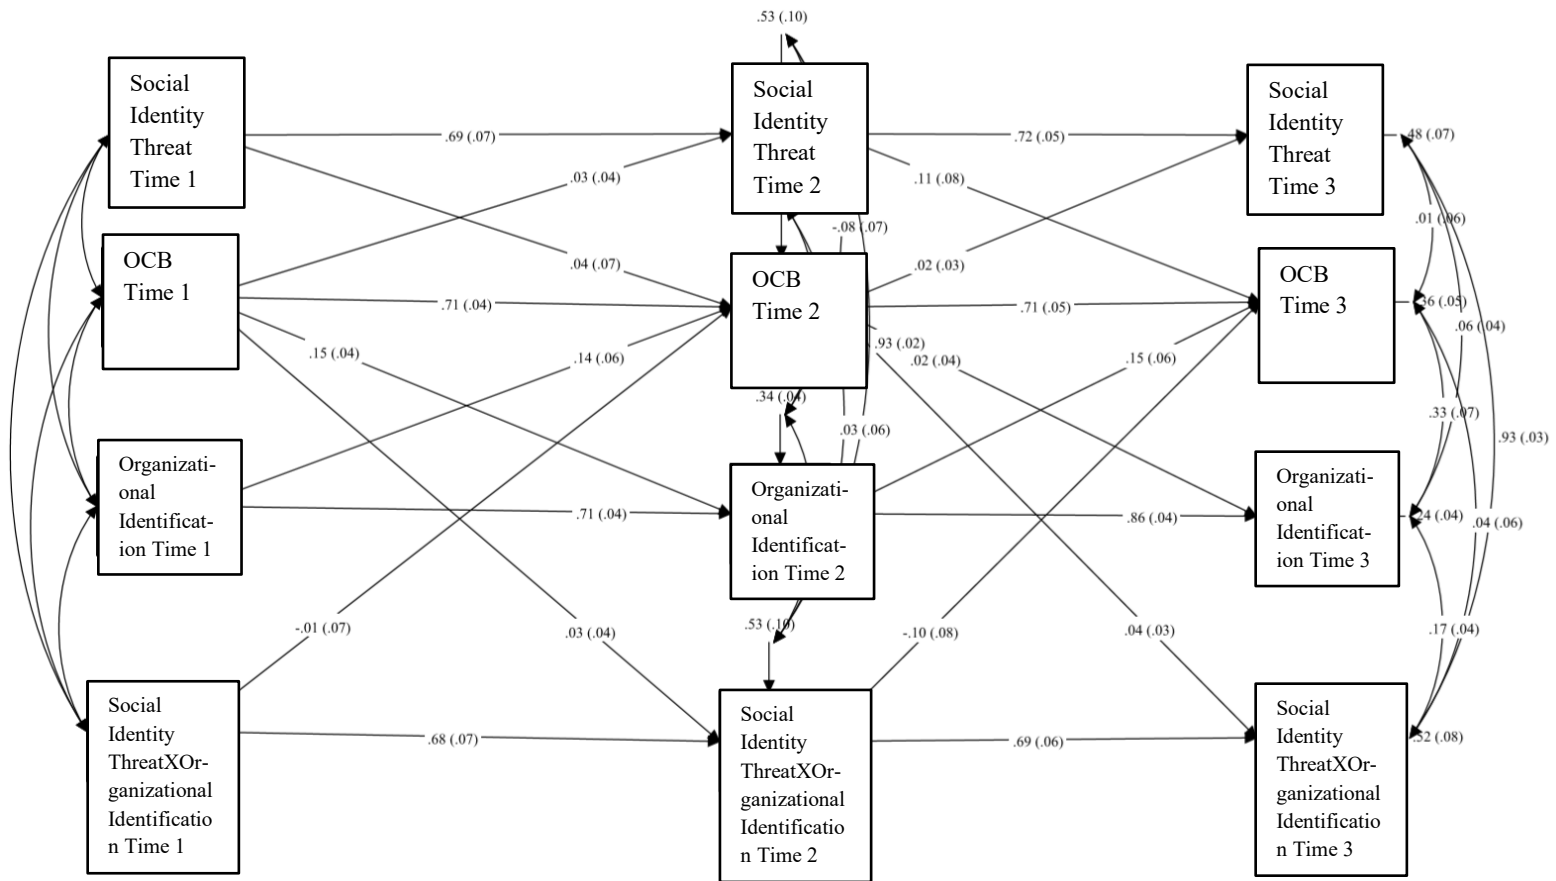 .53 (.10)
Social
Identity
Threat
Time 1
Social
Identity
Threat
Time 2
Social
Identity
Threat
Time 3
.69 (.07)
.72 (.05)
.48 (.07)
.03 (.04)
.11 (.08)
.01 (.06)
-.08 (.07)
OCB
Time 1
OCB
Time 2
OCB
Time 3
.04 (.07)
.02 (.03)
.71 (.04)
.71 (.05)
.36 (.05)
.06 (.04)
.15 (.04)
.14 (.06)
.93 (.02)
.02 (.04)
.15 (.06)
.34 (.04)
.33 (.07)
.03 (.06)
.93 (.03)
Organizati-
onal
Identificat-
ion Time 1
Organizati-
onal
Identificat-
ion Time 2
Organizati-
onal
Identificat-
ion Time 3
.71 (.04)
.86 (.04)
.24 (.04)
.04 (.06)
-.01 (.07)
.03 (.04)
.53 (.10)
-.10 (.08)
.04 (.03)
.17 (.04)
Social
Identity
ThreatXOr-
ganizational
Identificatio
n Time 1
Social
Identity
ThreatXOr-
ganizational
Identificatio
n Time 2
Social
Identity
ThreatXOr-
ganizational
Identificatio
n Time 3
.68 (.07)
.69 (.06)
.52 (.08)